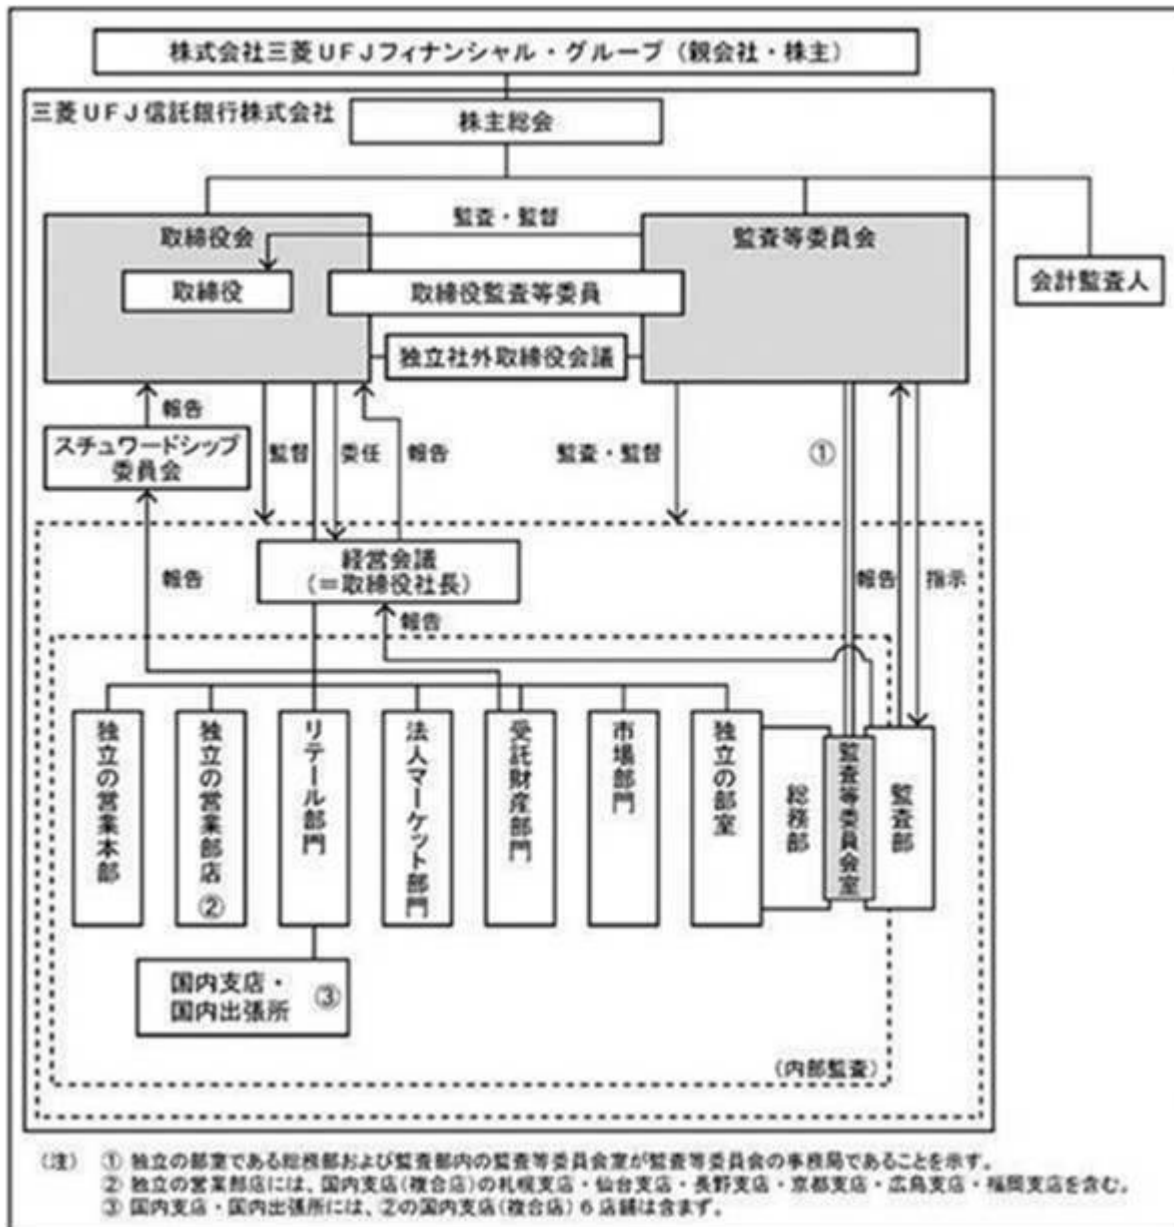 株式会社三菱UFJフィナンシャル・グループ（親会社・株主）
三菱UFJ信託銀行株式会社
株主総会
監査・監督
取締役会
監査等委員会
取締役
取締役監査等委員
会計監査人
独立社外取締役会議
報告
スチュワードシップ
委員会
監督
委任
報告
監査・監督
①
経営会議
（＝取締役社長）
報告
報告
指示
報告
独立の営業本部
独立の営業部店②
リテール部門
法人マーケット部門
受託財産部門
市場部門
独立の部室
総務部
監査等委員会室
監査部
国内支店・
国内出張所
③
（内部監査）
（注） ① 独立の部室である総務部および監査部内の監査等委員会室が監査等委員会の事務局であることを示す。
② 独立の営業部店には、国内支店（複合店）の札幌支店・仙台支店・長野支店・京都支店・広島支店・福岡支店を含む。
③ 国内支店・国内出張所には、②の国内支店（複合店）６店舗は含まず。